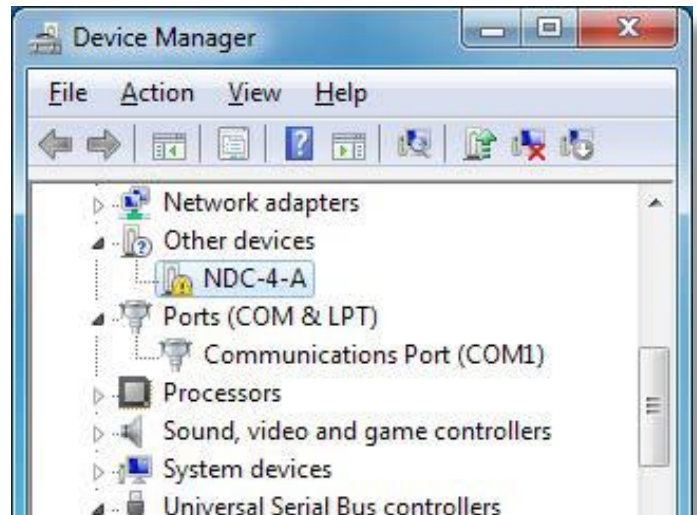 Device Manager
File Action View Help
Network adapters
Other devices
NDC-4-A
Ports (COM & LPT)
Communications Port (COM1)
Processors
Sound, video and game controllers
System devices
Universal Serial Bus controllers